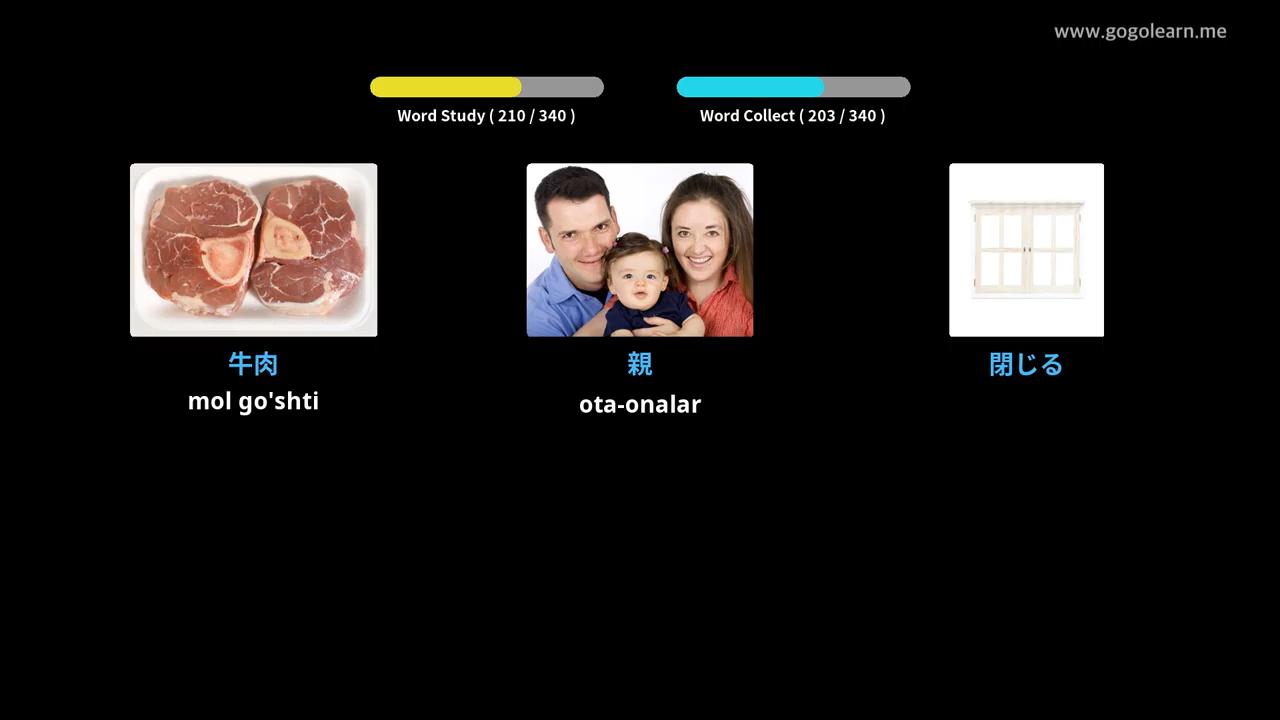 www.gogolearn.me
Word Study ( 210 / 340 )
Word Collect ( 203 / 340 )
牛肉
mol go'shti
親
ota-onalar
閉じる